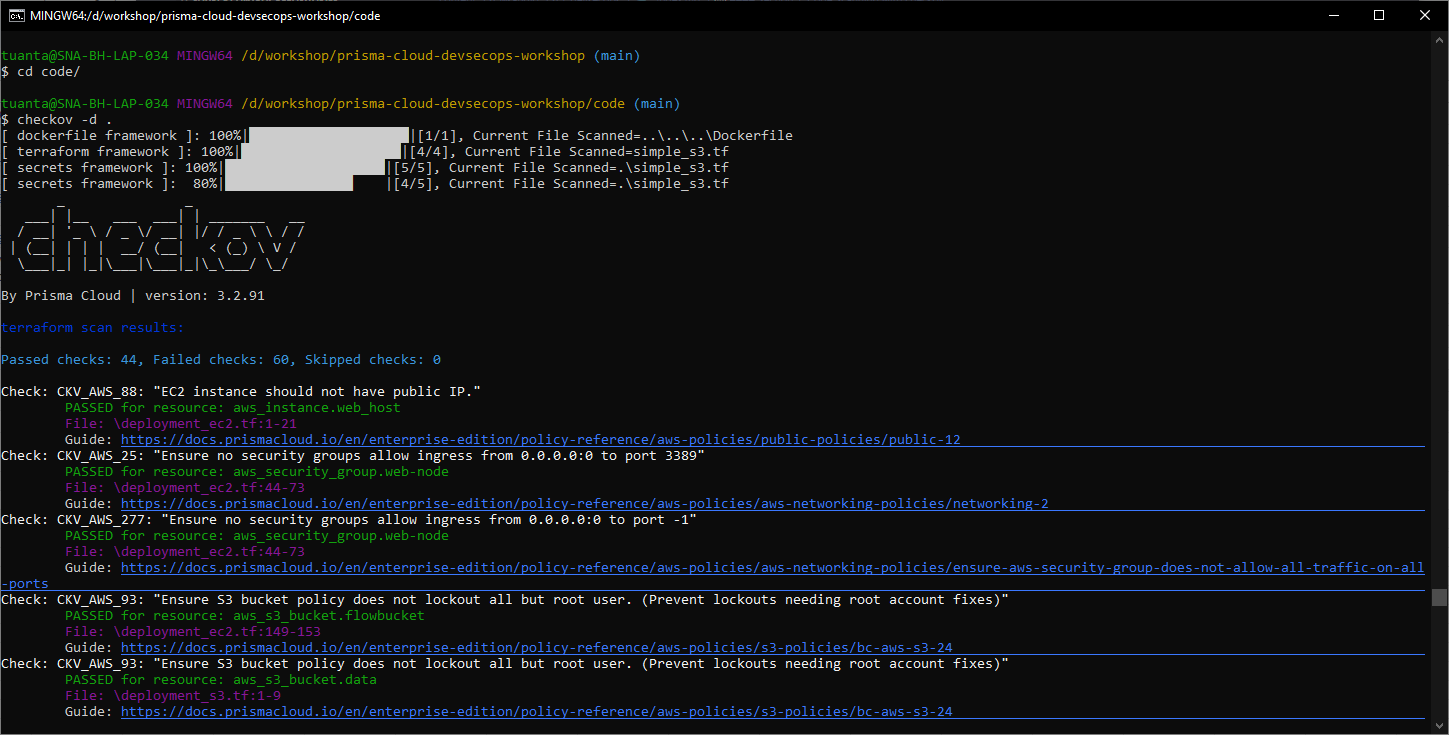 MINGW64:/d/workshop/prisma-cloud-devsecops-workshop/code
tuanta@SNA-BH-LAP-034 MINGW64 /d/workshop/prisma-cloud-devsecops-workshop (main)
$ cd code/
tuanta@SNA-BH-LAP-034 MINGW64 /d/workshop/prisma-cloud-devsecops-workshop/code (main)
$ checkov -d .
[ dockerfile framework ]: 100%|████████████████████|[1/1], Current File Scanned=..\..\..\Dockerfile
[ terraform framework ]: 100%|████████████████████|[4/4], Current File Scanned=simple_s3.tf
[ secrets framework ]: 100%|████████████████████|[5/5], Current File Scanned=.\simple_s3.tf
[ secrets framework ]:  80%|████████████████    |[4/5], Current File Scanned=.\simple_s3.tf
checkov
By Prisma Cloud | version: 3.2.91
terraform scan results:
Passed checks: 44, Failed checks: 60, Skipped checks: 0
Check: CKV_AWS_88: "EC2 instance should not have public IP."
PASSED for resource: aws_instance.web_host
File: \deployment_ec2.tf:1-21
Guide: https://docs.prismacloud.io/en/enterprise-edition/policy-reference/aws-policies/public-policies/public-12
Check: CKV_AWS_25: "Ensure no security groups allow ingress from 0.0.0.0:0 to port 3389"
PASSED for resource: aws_security_group.web-node
File: \deployment_ec2.tf:44-73
Guide: https://docs.prismacloud.io/en/enterprise-edition/policy-reference/aws-policies/aws-networking-policies/networking-2
Check: CKV_AWS_277: "Ensure no security groups allow ingress from 0.0.0.0:0 to port -1"
PASSED for resource: aws_security_group.web-node
File: \deployment_ec2.tf:44-73
Guide: https://docs.prismacloud.io/en/enterprise-edition/policy-reference/aws-policies/aws-networking-policies/ensure-aws-security-group-does-not-allow-all-traffic-on-all
-ports
Check: CKV_AWS_93: "Ensure S3 bucket policy does not lockout all but root user. (Prevent lockouts needing root account fixes)"
PASSED for resource: aws_s3_bucket.flowbucket
File: \deployment_ec2.tf:149-153
Guide: https://docs.prismacloud.io/en/enterprise-edition/policy-reference/aws-policies/s3-policies/bc-aws-s3-24
Check: CKV_AWS_93: "Ensure S3 bucket policy does not lockout all but root user. (Prevent lockouts needing root account fixes)"
PASSED for resource: aws_s3_bucket.data
File: \deployment_s3.tf:1-9
Guide: https://docs.prismacloud.io/en/enterprise-edition/policy-reference/aws-policies/s3-policies/bc-aws-s3-24